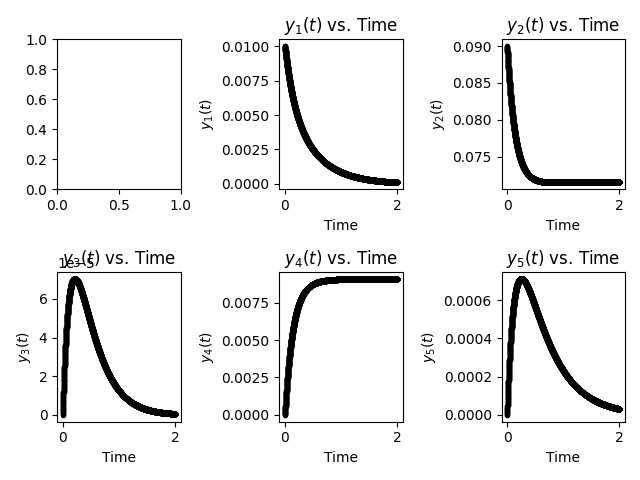 y₁(t) vs. Time
y₂(t) vs. Time
1.0
0.8
0.6
0.4
0.2
0.0
0.0 0.5 1.0
y₁(t)
0.0100
0.0075
0.0050
0.0025
0.0000
0 2
Time
y₂(t)
0.090
0.085
0.080
0.075
0 2
Time
1e−5
y₃(t) vs. Time
y₃(t)
6
4
2
0
0 2
Time
y₄(t) vs. Time
y₄(t)
0.0075
0.0050
0.0025
0.0000
0 2
Time
y₅(t) vs. Time
y₅(t)
0.0006
0.0004
0.0002
0.0000
0 2
Time